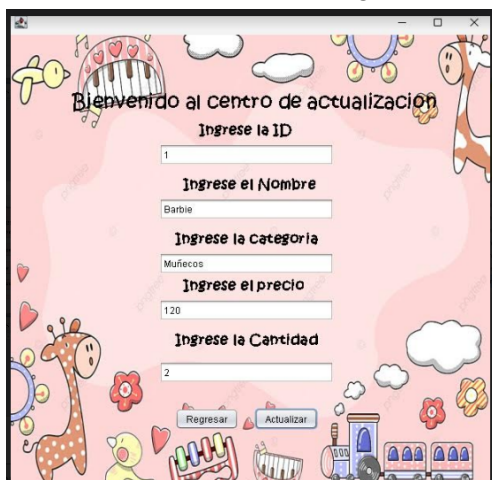 Bienvenido al centro de actualización
Ingrese la ID
1
Ingrese el Nombre
Barbie
Ingrese la categoria
Muñecos
Ingrese el precio
120
Ingrese la Cantidad
2
Regresar Actualizar